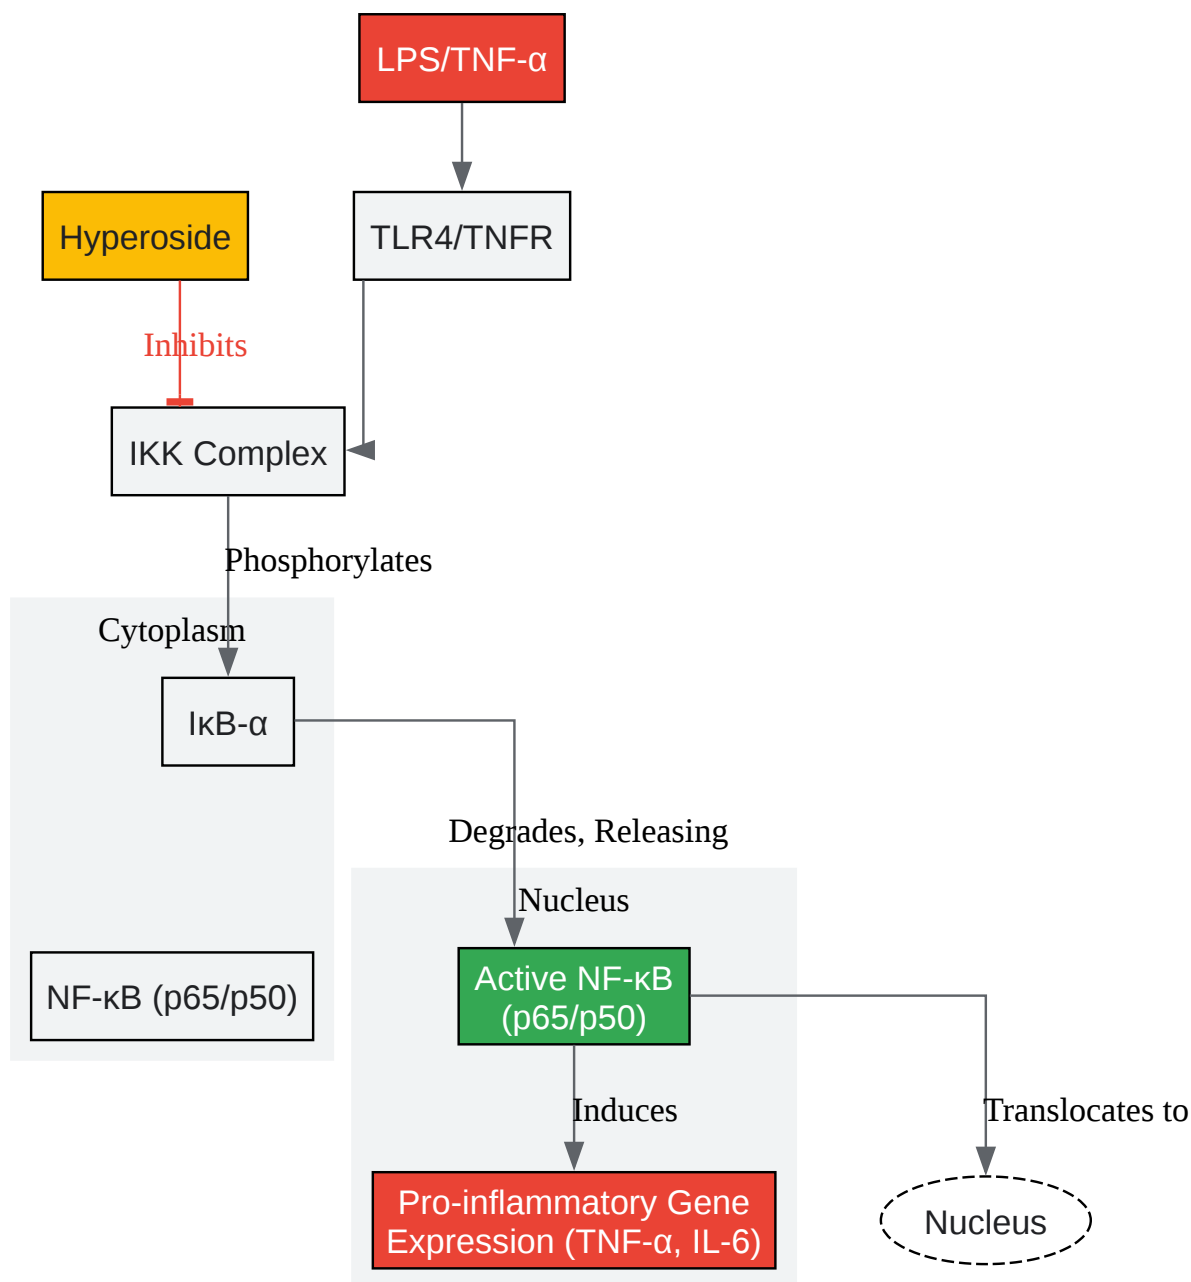 LPS/TNF-α
Hyperoside
TLR4/TNFR
Inhibits
IKK Complex
Phosphorylates
Cytoplasm
IκB-α
Degrades, Releasing
Nucleus
NF-κB (p65/p50)
Active NF-κB
(p65/p50)
Induces
Translocates to
Pro-inflammatory Gene
Expression (TNF-α, IL-6)
Nucleus